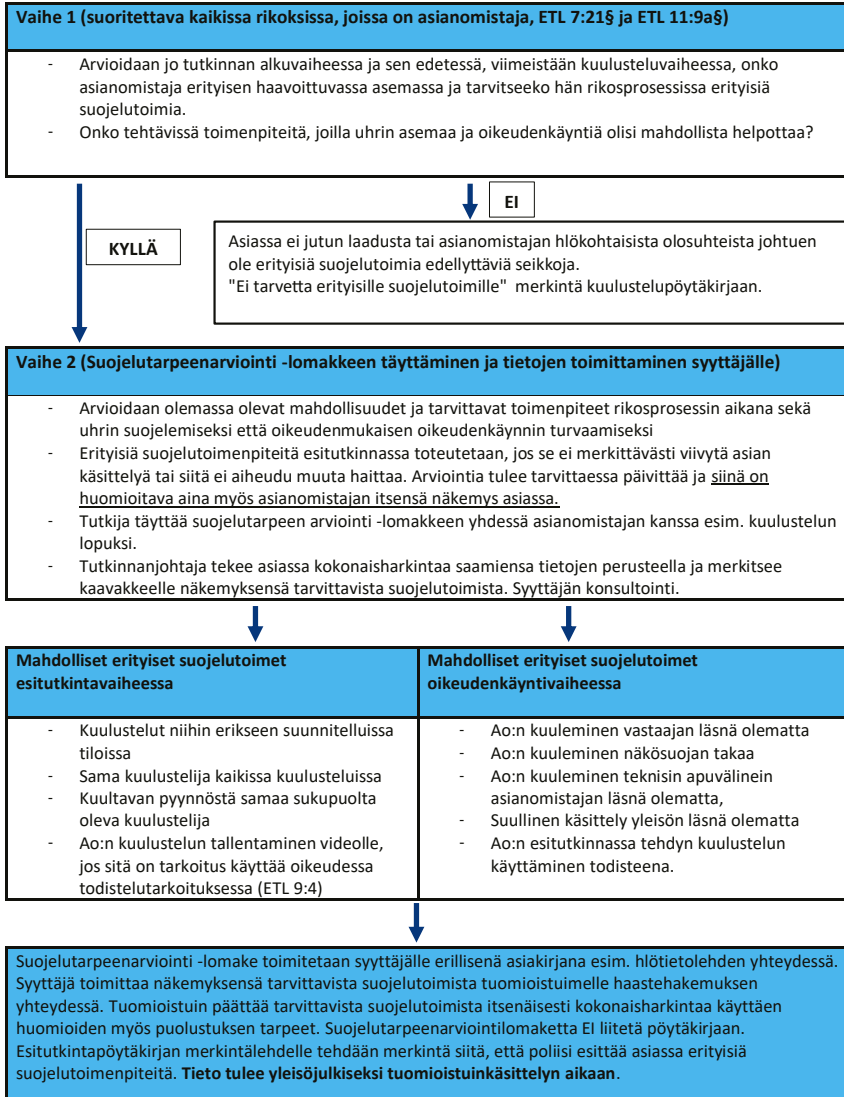 Vaihe 1 (suoritettava kaikissa rikoksissa, joissa on asianomistaja, ETL 7:21§ ja ETL 11:9a§)
- Arvioidaan jo tutkinnan alkuvaiheessa ja sen edetessä, viimeistään kuulusteluvaiheessa, onko
asianomistaja erityisen haavoittuvassa asemassa ja tarvitseeko hän rikosprosessissa erityisiä
suojelutoimia.
- Onko tehtävissä toimenpiteitä, joilla uhrin asemaa ja oikeudenkäyntiä olisi mahdollista helpottaa?
EI
KYLLÄ
Asiassa ei jutun laadusta tai asianomistajan hlökohtaisista olosuhteista johtuen
ole erityisiä suojelutoimia edellyttäviä seikkoja.
"Ei tarvetta erityisille suojelutoimille" merkintä kuulustelupöytäkirjaan.
Vaihe 2 (Suojelutarpeenarviointi -lomakkeen täyttäminen ja tietojen toimittaminen syyttäjälle)
- Arvioidaan olemassa olevat mahdollisuudet ja tarvittavat toimenpiteet rikosprosessin aikana sekä
uhrin suojelemiseksi että oikeudenmukaisen oikeudenkäynnin turvaamiseksi
- Erityisiä suojelutoimenpiteitä esitutkinnassa toteutetaan, jos se ei merkittävästi viivytä asian
käsittelyä tai siitä ei aiheudu muuta haittaa. Arviointia tulee tarvittaessa päivittää ja siinä on
huomioitava aina myös asianomistajan itsensä näkemys asiassa.
- Tutkija täyttää suojelutarpeen arviointi -lomakkeen yhdessä asianomistajan kanssa esim. kuulustelun
lopuksi.
- Tutkinnanjohtaja tekee asiassa kokonaisharkintaa saamiensa tietojen perusteella ja merkitsee
kaavakkeelle näkemyksensä tarvittavista suojelutoimista. Syyttäjän konsultointi.
Mahdolliset erityiset suojelutoimet
esitutkintavaiheessa
- Kuulustelut niihin erikseen suunnitelluissa
tiloissa
- Sama kuulustelija kaikissa kuulusteluissa
- Kuultavan pyynnöstä samaa sukupuolta
oleva kuulustelija
- Ao:n kuulustelun tallentaminen videolle,
jos sitä on tarkoitus käyttää oikeudessa
todistelutarkoituksessa (ETL 9:4)
Mahdolliset erityiset suojelutoimet
oikeudenkäyntivaiheessa
- Ao:n kuuleminen vastaajan läsnä olematta
- Ao:n kuuleminen näkösuojan takaa
- Ao:n kuuleminen teknisin apuvälinein
asianomistajan läsnä olematta,
- Suullinen käsittely yleisön läsnä olematta
- Ao:n esitutkinnassa tehdyn kuulustelun
käyttäminen todisteena.
Suojelutarpeenarviointi -lomake toimitetaan syyttäjälle erillisenä asiakirjana esim. hlötietolehden yhteydessä.
Syyttäjä toimittaa näkemyksensä tarvittavista suojelutoimista tuomioistuimelle haastehakemuksen
yhteydessä. Tuomioistuin päättää tarvittavista suojelutoimista itsenäisesti kokonaisharkintaa käyttäen
huomioiden myös puolustuksen tarpeet. Suojelutarpeenarviointilomaketta EI liitetä pöytäkirjaan.
Esitutkintapöytäkirjan merkintälehdelle tehdään merkintä siitä, että poliisi esittää asiassa erityisiä
suojelutoimenpiteitä. Tieto tulee yleisöjulkiseksi tuomioistuinkäsittelyn aikaan.